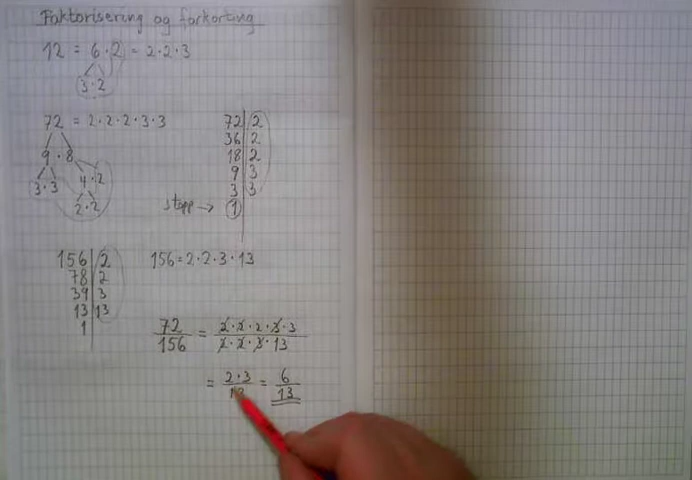 Faktorisering og forkorting
12 = 6 · 2 = 2 · 2 · 3
3 · 2
72 = 2 · 2 · 2 · 3 · 3
9 · 8
3 · 3 4 · 2
2 · 2
72 | 2
36 | 2
18 | 2
9 | 3
3 | 3
stopp → 1
156 | 2
78 | 2
39 | 3
13 | 13
1
156 = 2 · 2 · 3 · 13
72/156 = 2 · 2 · 2 · 3 · 3/2 · 2 · 3 · 13
= 2 · 3/13 = 6/13